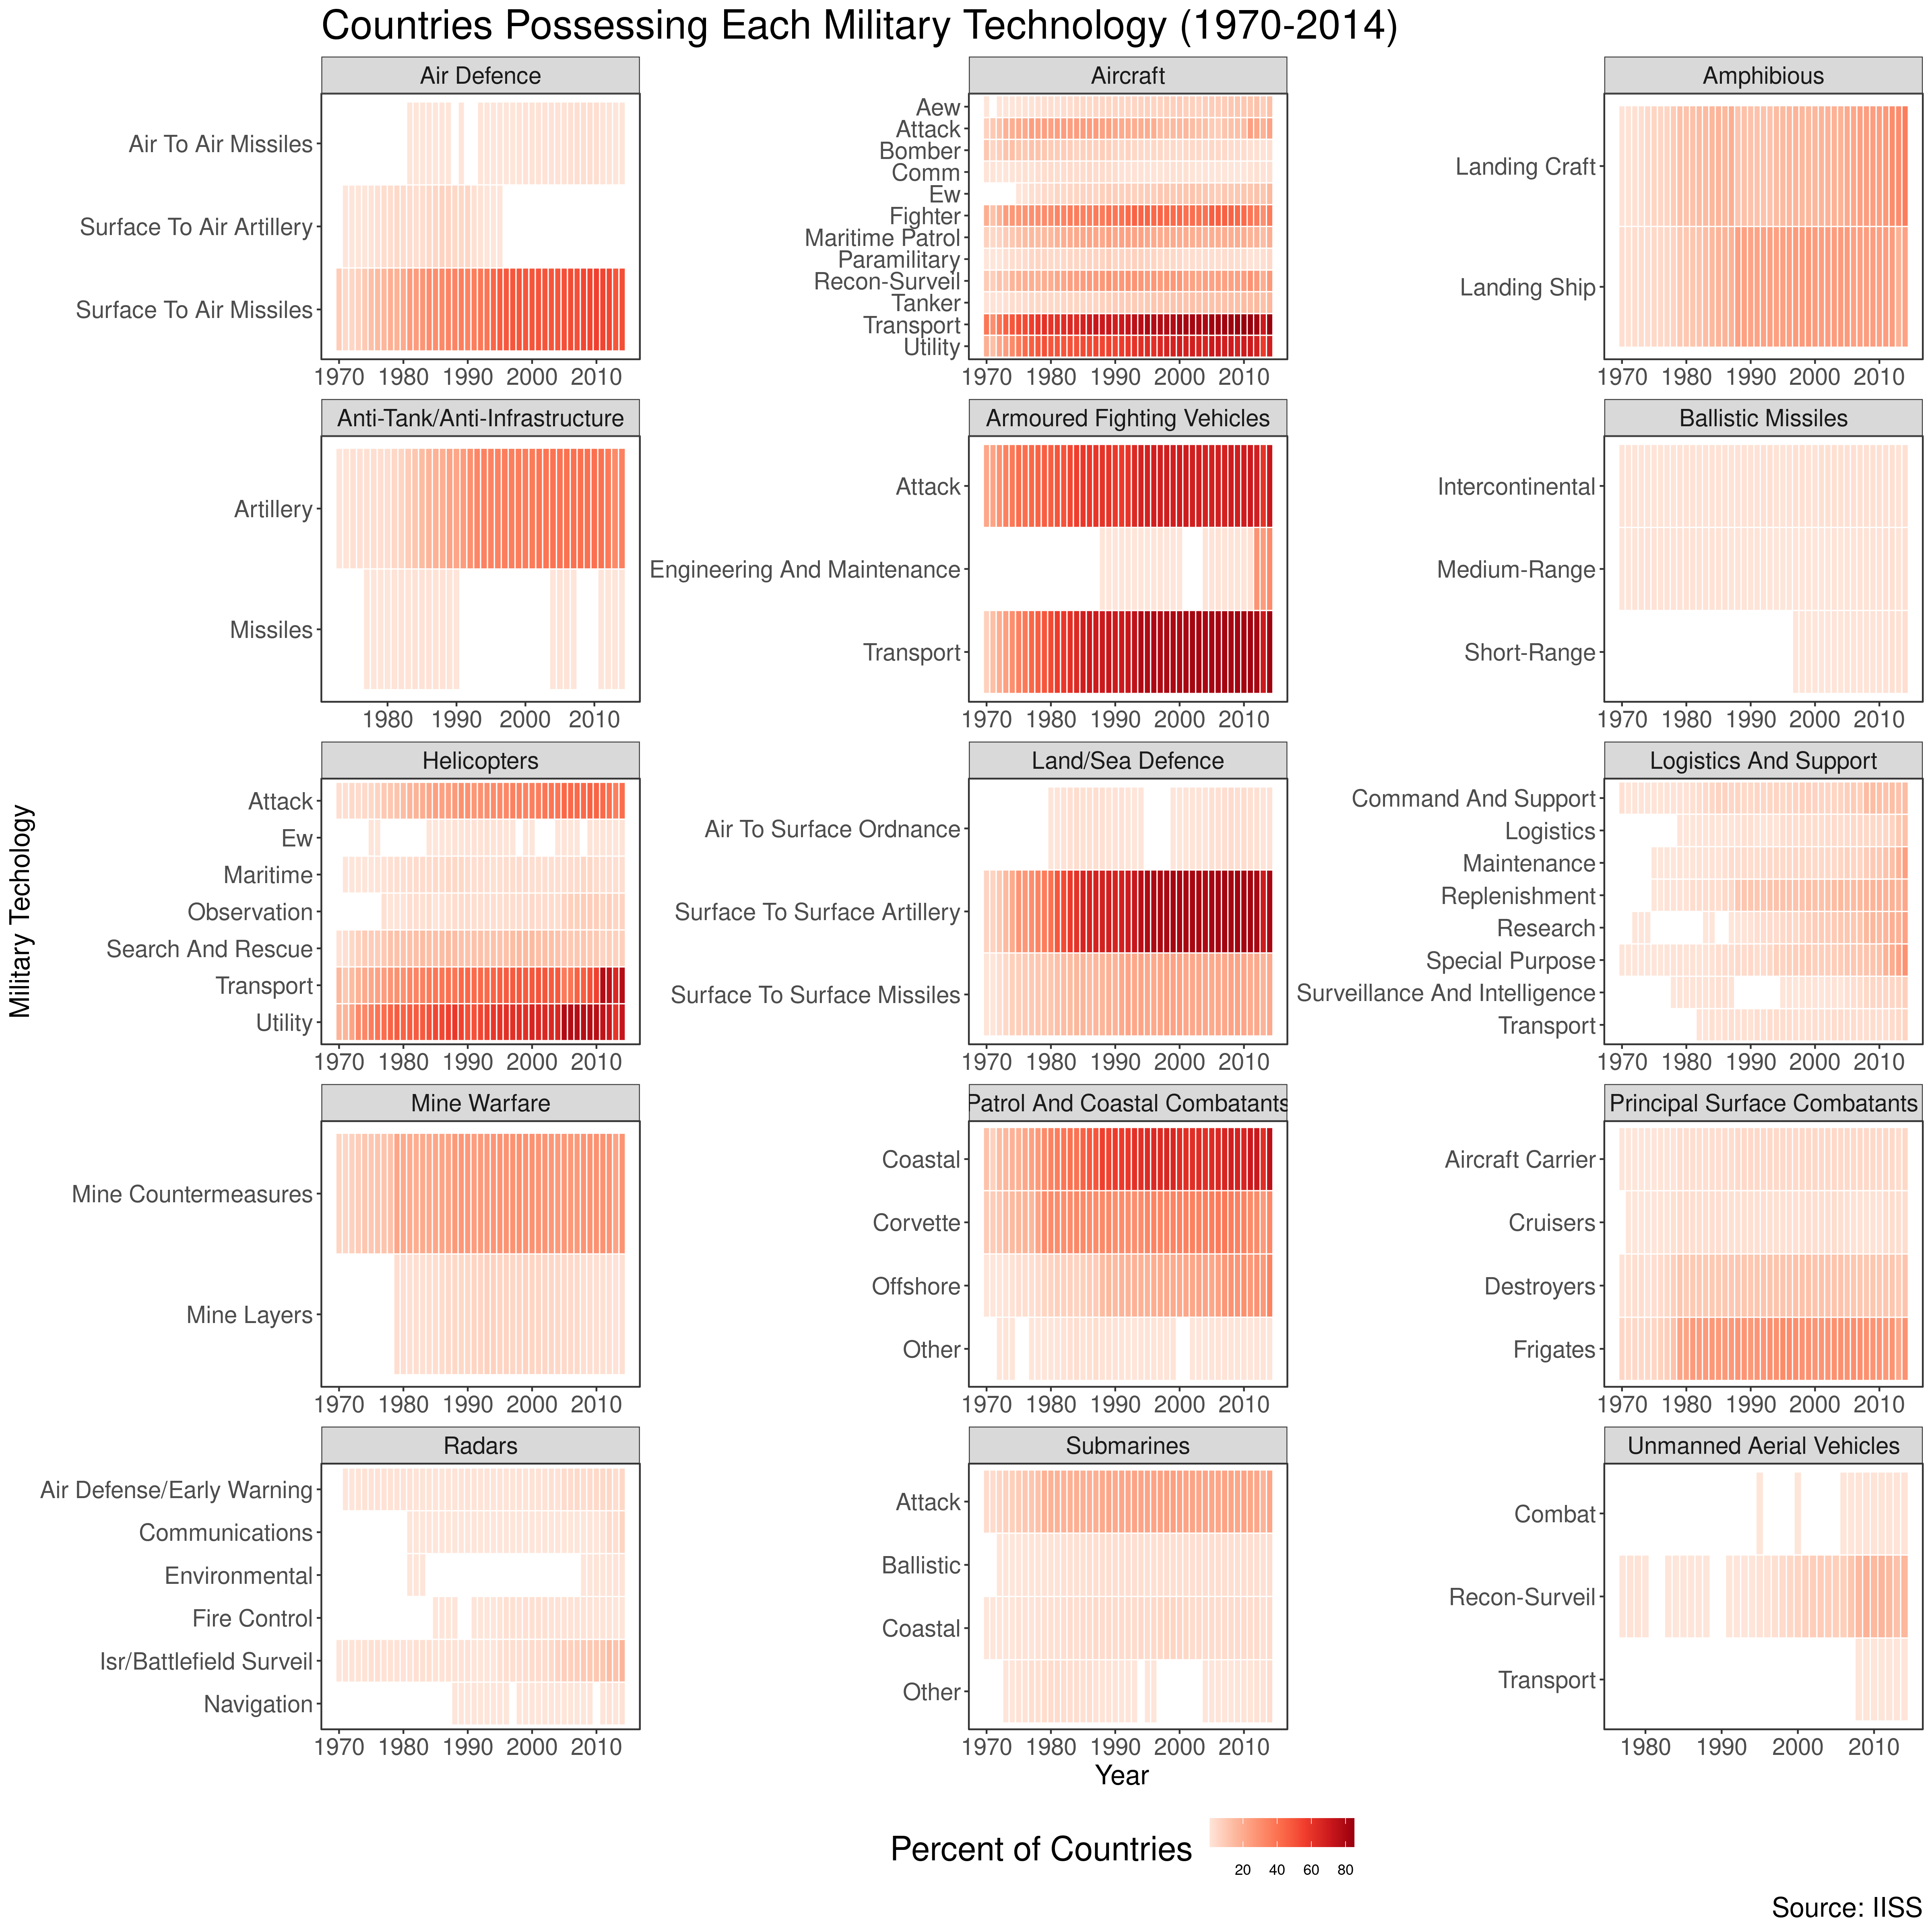 Countries Possessing Each Military Technology (1970-2014)
Military Technology
Air Defence
Air To Air Missiles
Surface To Air Artillery
Surface To Air Missiles
1970 1980 1990 2000 2010
Aircraft
Aew
Attack
Bomber
Comm
Ew
Fighter
Maritime Patrol
Paramilitary
Recon-Surveil
Tanker
Transport
Utility
1970 1980 1990 2000 2010
Amphibious
Landing Craft
Landing Ship
1970 1980 1990 2000 2010
Anti-Tank/Anti-Infrastructure
Artillery
Missiles
1980 1990 2000 2010
Armoured Fighting Vehicles
Attack
Engineering And Maintenance
Transport
1970 1980 1990 2000 2010
Ballistic Missiles
Intercontinental
Medium-Range
Short-Range
1970 1980 1990 2000 2010
Helicopters
Attack
Ew
Maritime
Observation
Search And Rescue
Transport
Utility
1970 1980 1990 2000 2010
Land/Sea Defence
Air To Surface Ordnance
Surface To Surface Artillery
Surface To Surface Missiles
1970 1980 1990 2000 2010
Logistics And Support
Command And Support
Logistics
Maintenance
Replenishment
Research
Special Purpose
Surveillance And Intelligence
Transport
1970 1980 1990 2000 2010
Mine Warfare
Mine Countermeasures
Mine Layers
1970 1980 1990 2000 2010
Patrol And Coastal Combatants
Coastal
Corvette
Offshore
Other
1970 1980 1990 2000 2010
Principal Surface Combatants
Aircraft Carrier
Cruisers
Destroyers
Frigates
1970 1980 1990 2000 2010
Radars
Air Defense/Early Warning
Communications
Environmental
Fire Control
Isr/Battlefield Surveil
Navigation
1970 1980 1990 2000 2010
Submarines
Attack
Ballistic
Coastal
Other
1970 1980 1990 2000 2010
Unmanned Aerial Vehicles
Combat
Recon-Surveil
Transport
1980 1990 2000 2010
Year
Percent of Countries
20 40 60 80
Source: IISS